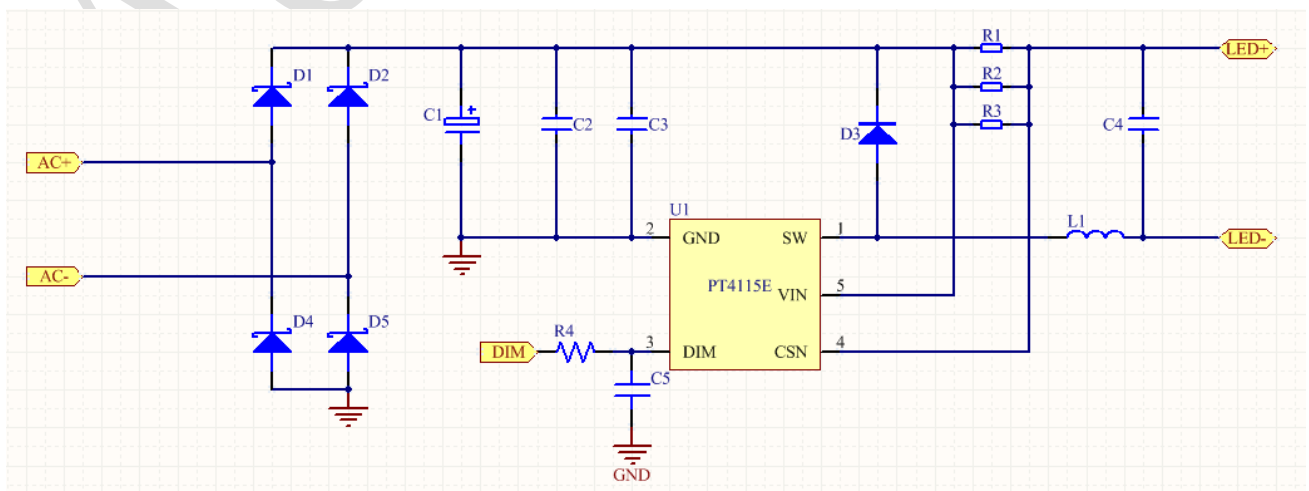 R1
LED+
D1
D2
R2
C1
+
C2
C3
R3
D3
C4
AC+
U1
2
GND
SW
1
L1
LED-
AC-
PT4115E
VIN
5
D4
D5
R4
DIM
3
DIM
CSN
4
C5
GND